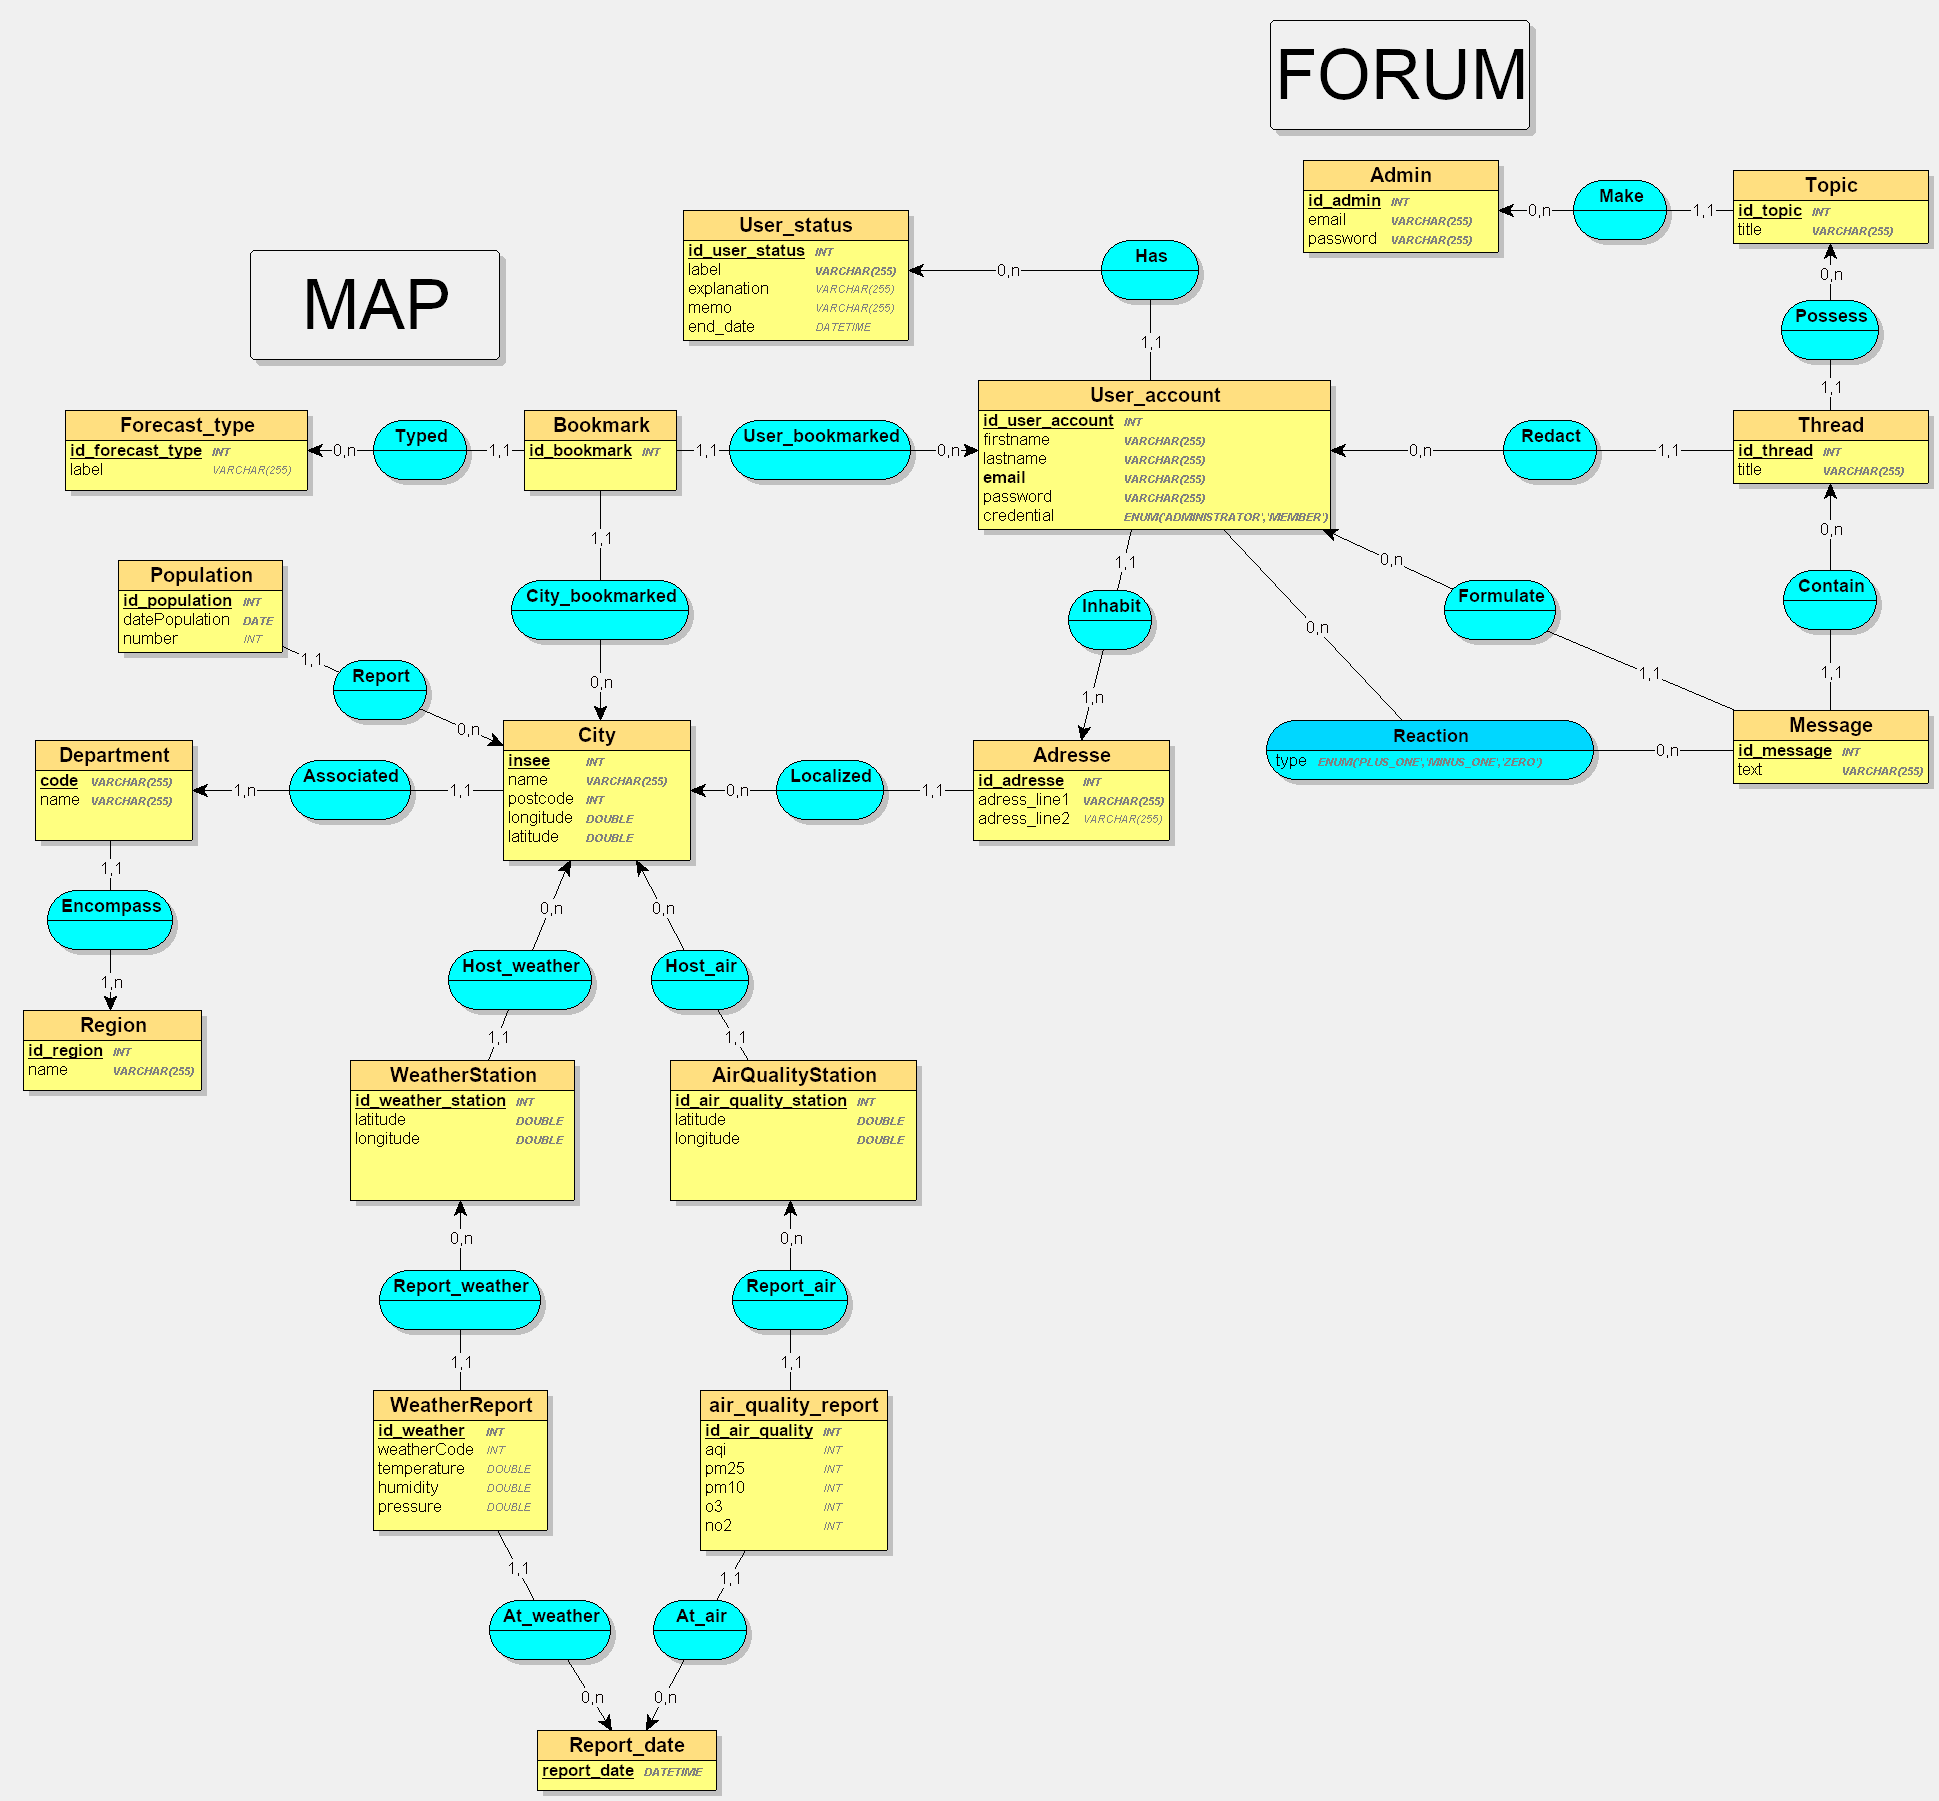 FORUM
MAP
Admin
id_admin INT
email VARCHAR(255)
password VARCHAR(255)
0,n
Make
1,1
Topic
id_topic INT
title VARCHAR(255)
0,n
Possess
1,1
User_status
id_user_status INT
label VARCHAR(255)
explanation VARCHAR(255)
memo VARCHAR(255)
end_date DATETIME
0,n
Has
1,1
Forecast_type
id_forecast_type INT
label VARCHAR(255)
0,n
Typed
1,1
Bookmark
id_bookmark INT
1,1
User_bookmarked
0,n
User_account
id_user_account INT
firstname VARCHAR(255)
lastname VARCHAR(255)
email VARCHAR(255)
password VARCHAR(255)
credential ENUM('ADMINISTRATOR','MEMBER')
0,n
Redact
1,1
Thread
id_thread INT
title VARCHAR(255)
0,n
Contain
1,1
1,1
City_bookmarked
0,n
1,1
Inhabit
1,n
0,n
Formulate
1,1
0,n
Reaction
type ENUM('PLUS_ONE','MINUS_ONE','ZERO')
0,n
Message
id_message INT
text VARCHAR(255)
Population
id_population INT
datePopulation DATE
number INT
1,1
Report
0,n
Department
code VARCHAR(255)
name VARCHAR(255)
1,n
Associated
1,1
City
insee INT
name VARCHAR(255)
postcode INT
longitude DOUBLE
latitude DOUBLE
0,n
Localized
1,1
Adresse
id_adresse INT
adress_line1 VARCHAR(255)
adress_line2 VARCHAR(255)
1,1
Encompass
1,n
Region
id_region INT
name VARCHAR(255)
0,n
Host_weather
1,1
0,n
Host_air
1,1
WeatherStation
id_weather_station INT
latitude DOUBLE
longitude DOUBLE
AirQualityStation
id_air_quality_station INT
latitude DOUBLE
longitude DOUBLE
0,n
Report_weather
1,1
0,n
Report_air
1,1
WeatherReport
id_weather INT
weatherCode INT
temperature DOUBLE
humidity DOUBLE
pressure DOUBLE
air_quality_report
id_air_quality INT
aqi INT
pm25 INT
pm10 INT
o3 INT
no2 INT
1,1
At_weather
0,n
1,1
At_air
0,n
Report_date
report_date DATETIME